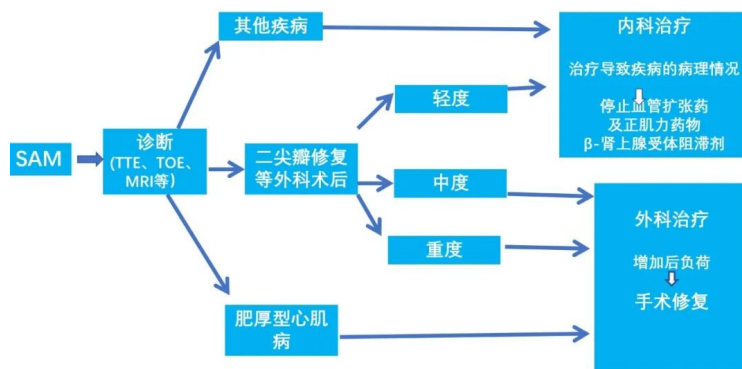 SAM
诊断
(TTE、TOE、
MRI等)
其他疾病
二尖瓣修复
等外科术后
肥厚型心肌
病
轻度
中度
重度
内科治疗
治疗导致疾病的病理情况
停止血管扩张药
及正肌力药物
β-肾上腺受体阻滞剂
外科治疗
增加后负荷
手术修复